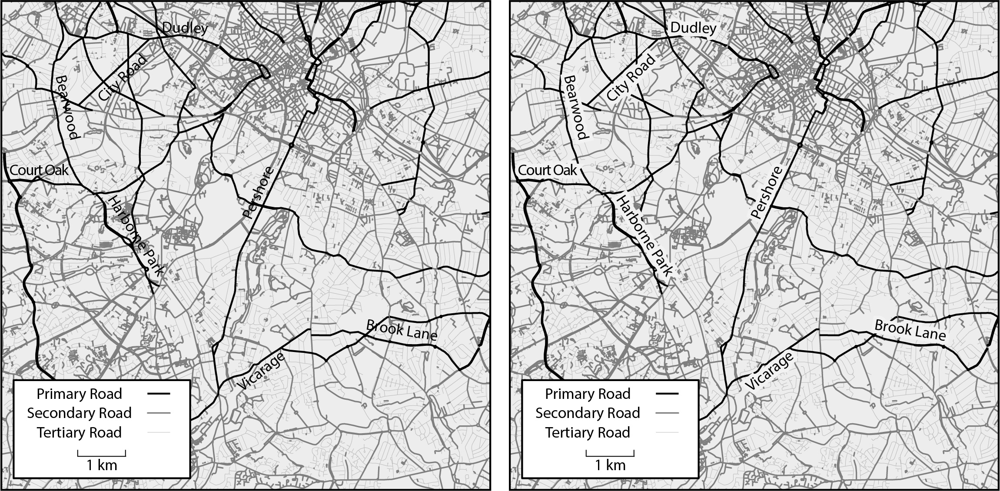 Dudley
City Road
Bearwood
Court Oak
Pershore
Harborne Park
Brook Lane
Vicarage
Primary Road
Secondary Road
Tertiary Road
1 km
Dudley
City Road
Bearwood
Court Oak
Pershore
Harborne Park
Brook Lane
Vicarage
Primary Road
Secondary Road
Tertiary Road
1 km